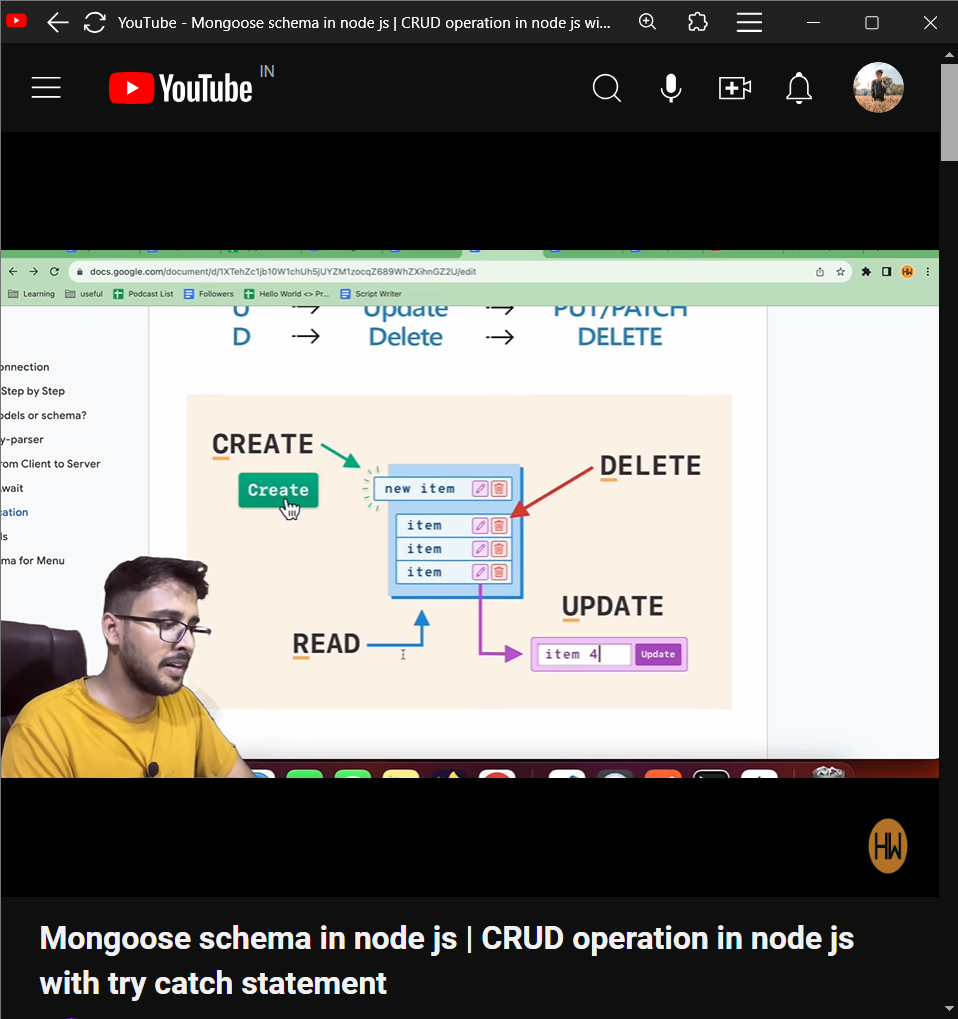 YouTube - Mongoose schema in node js | CRUD operation in node js wi...
YouTube IN
docs.google.com/document/d/1XTehZc1jb10W1chUh5jUYZM1zocqZ689WhZXihnGZ2U/edit
Learning useful Podcast List Followers Hello World <> Pr... Script Writer
U → Update → PUT/PATCH
D → Delete → DELETE
onnection
Step by Step
odels or schema?
y-parser
rom Client to Server
wait
cation
ls
ma for Menu
CREATE
DELETE
Create
new item
item
item
item
UPDATE
READ
item 4
Update
HW
Mongoose schema in node js | CRUD operation in node js
with try catch statement